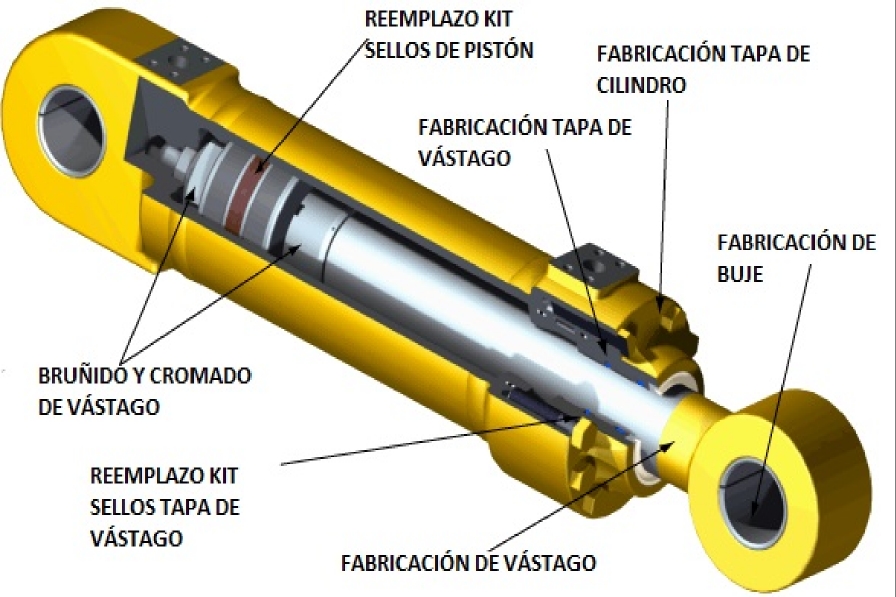 REEMPLAZO KIT
SELLOS DE PISTÓN
FABRICACIÓN TAPA DE
CILINDRO
FABRICACIÓN TAPA DE
VÁSTAGO
FABRICACIÓN DE
BUJE
BRUÑIDO Y CROMADO
DE VÁSTAGO
REEMPLAZO KIT
SELLOS TAPA DE
VÁSTAGO
FABRICACIÓN DE VÁSTAGO